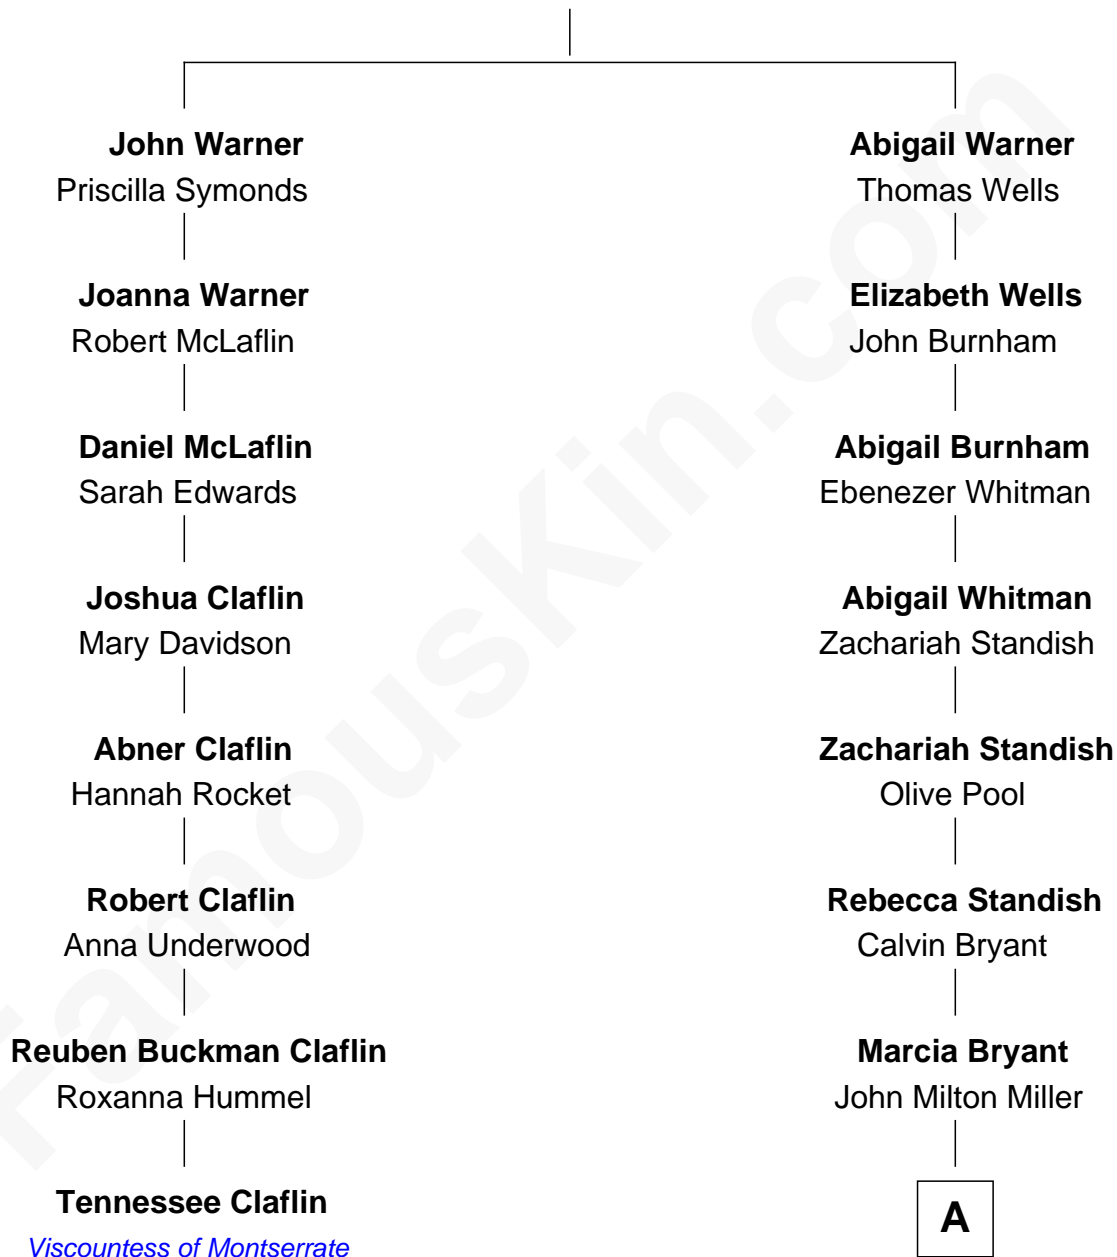 John Warner
Priscilla Symonds
Joanna Warner
Robert McLaflin
Daniel McLaflin
Sarah Edwards
Joshua Claflin
Mary Davidson
Abner Claflin
Hannah Rocket
Robert Claflin
Anna Underwood
Reuben Buckman Claflin
Roxanna Hummel
Tennessee Claflin
Viscountess of Montserrate
Abigail Warner
Thomas Wells
Elizabeth Wells
John Burnham
Abigail Burnham
Ebenezer Whitman
Abigail Whitman
Zachariah Standish
Zachariah Standish
Olive Pool
Rebecca Standish
Calvin Bryant
Marcia Bryant
John Milton Miller
A
FamousKin.com